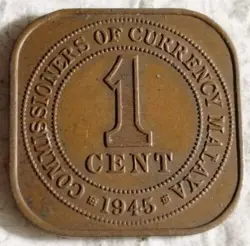 COMMISSIONERS OF CURRENCY MALAYA
1
CENT
1945